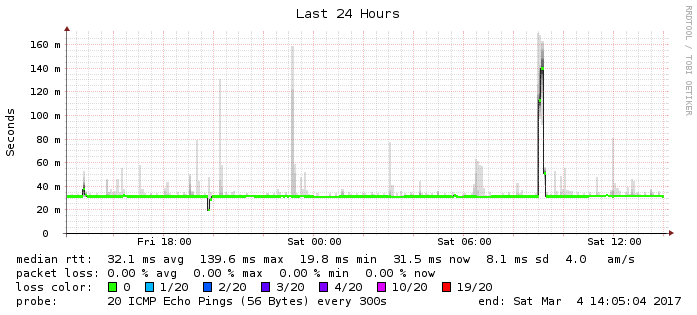 Last 24 Hours
RRDTOOL / TOBI OETIKER
Seconds
160 m
140 m
120 m
100 m
80 m
60 m
40 m
20 m
0
Fri 18:00 Sat 00:00 Sat 06:00 Sat 12:00
median rtt: 32.1 ms avg 139.6 ms max 19.8 ms min 31.5 ms now 8.1 ms sd 4.0 am/s
packet loss: 0.00 % avg 0.00 % max 0.00 % min 0.00 % now
loss color: 0 1/20 2/20 3/20 4/20 10/20 19/20
probe: 20 ICMP Echo Pings (56 Bytes) every 300s end: Sat Mar 4 14:05:04 2017